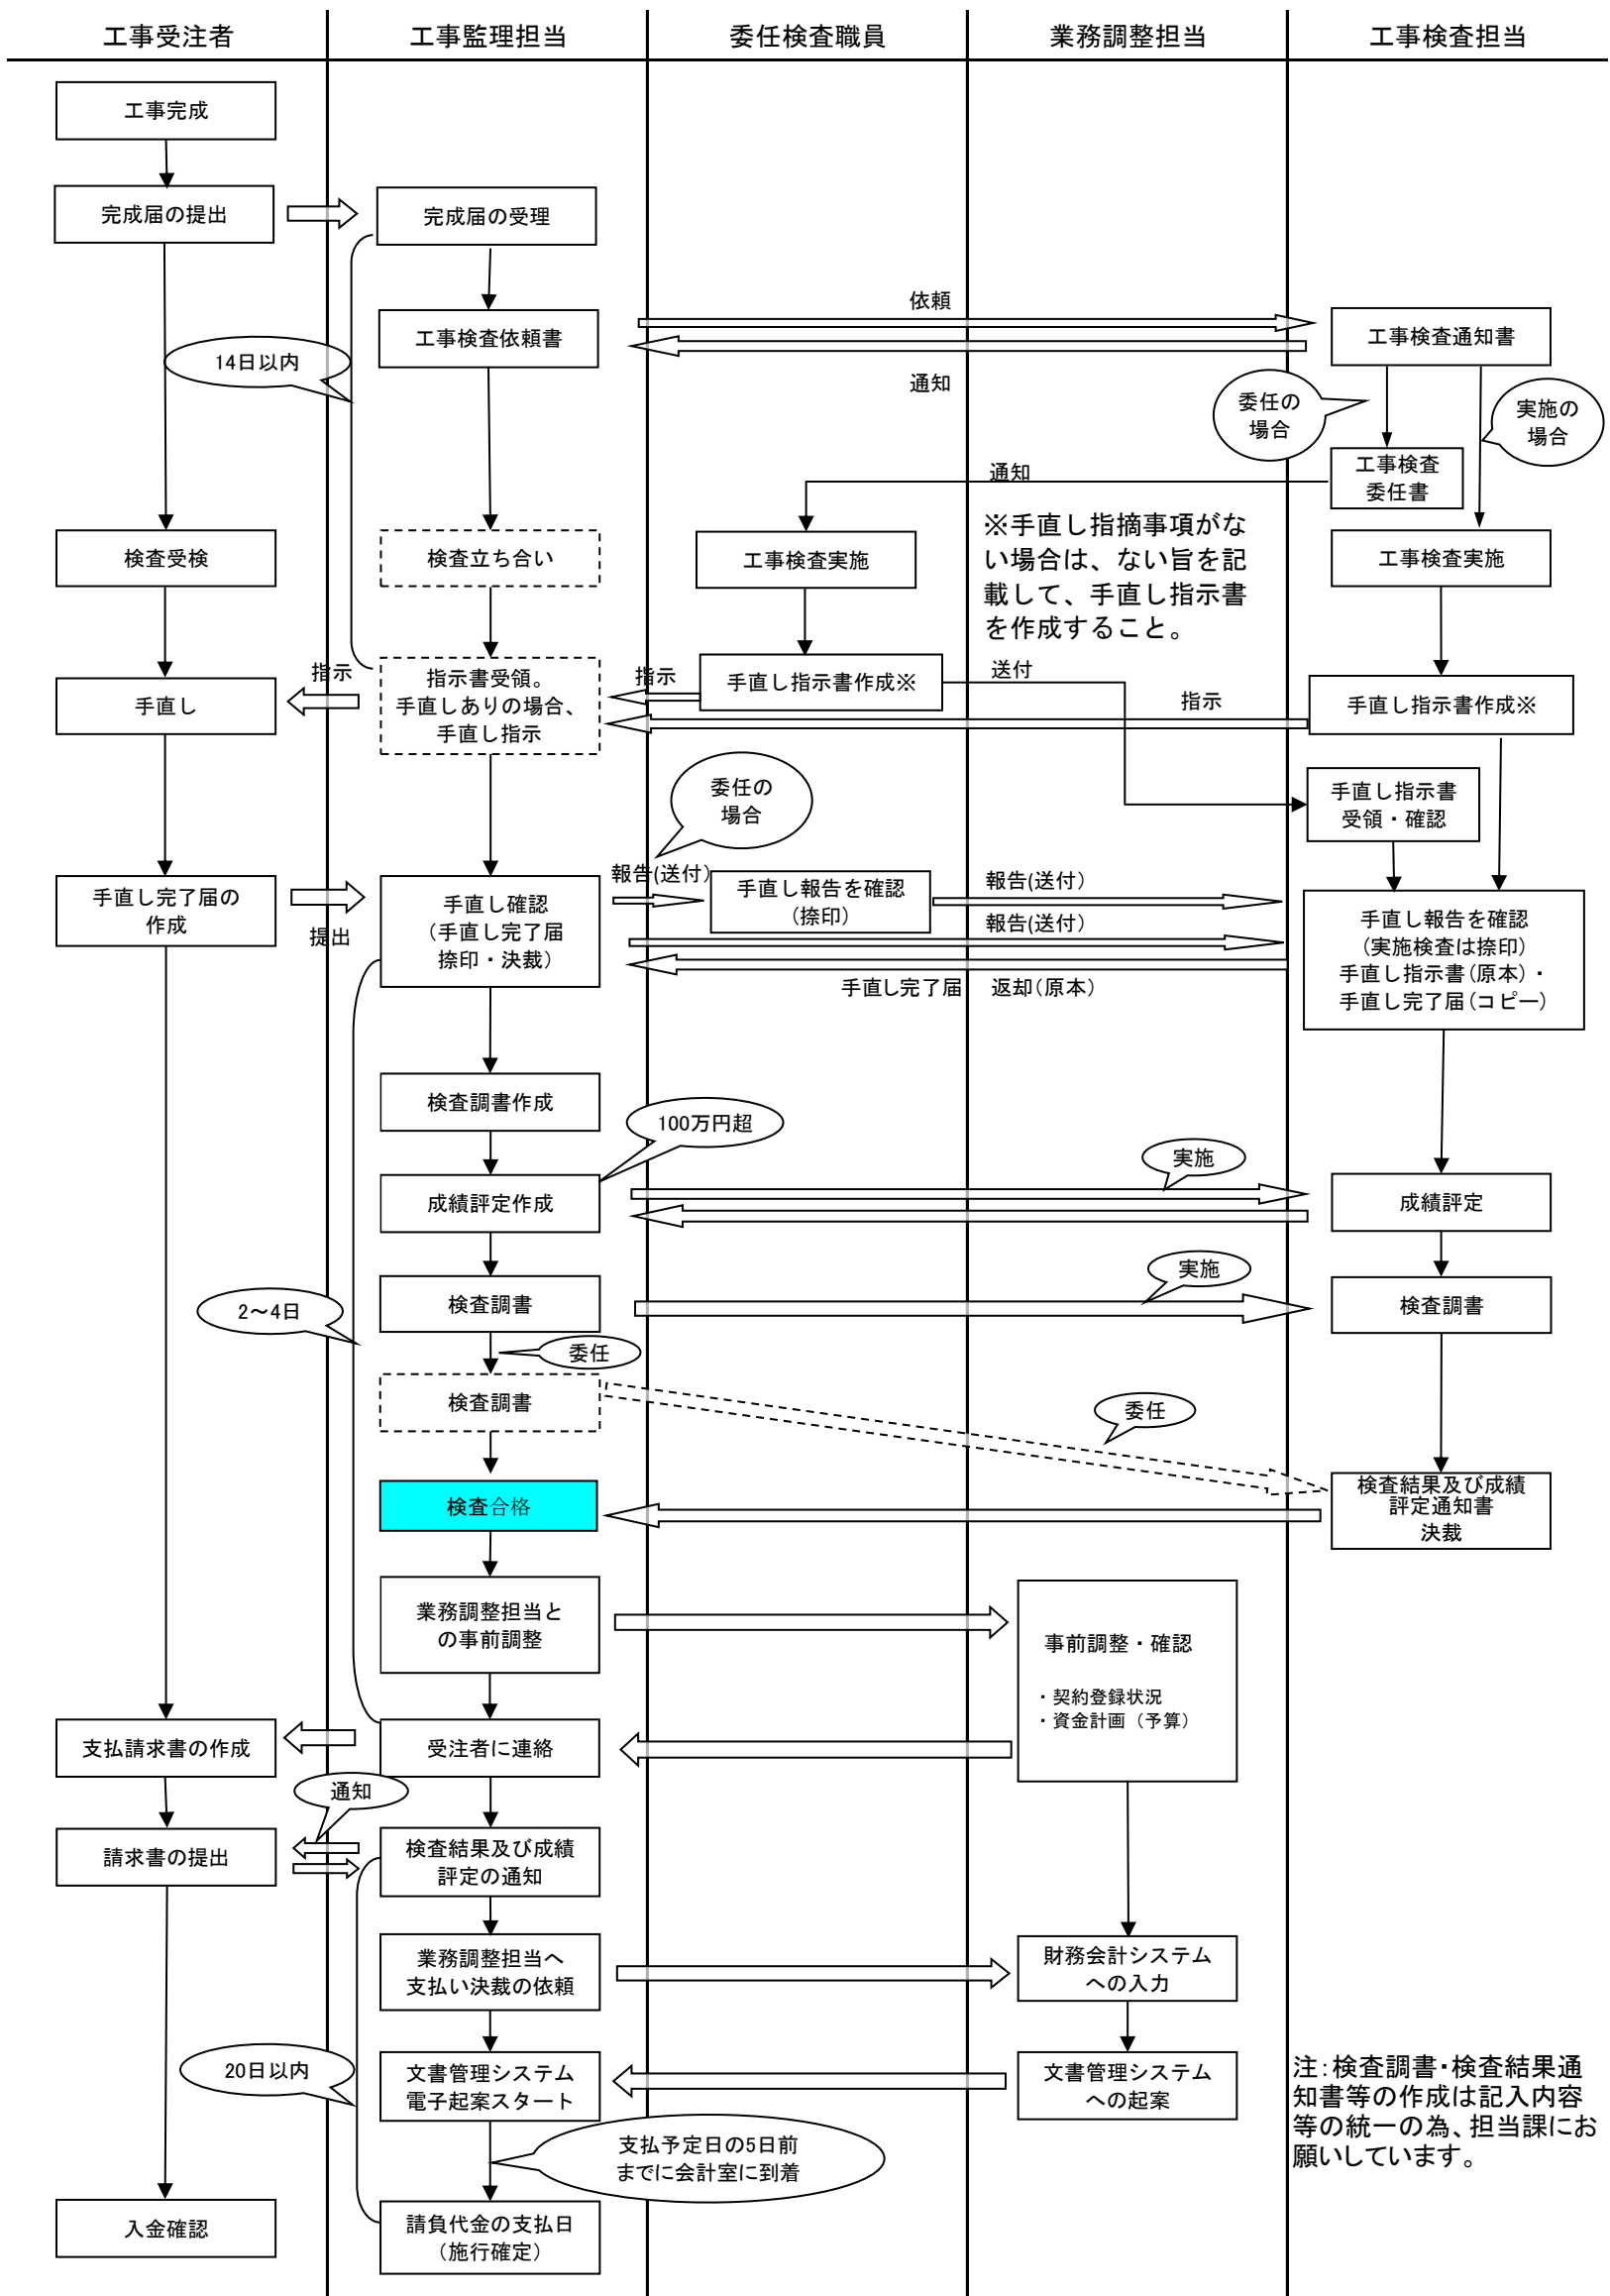 工事受注者
工事監理担当
委任検査職員
業務調整担当
工事検査担当
工事完成
完成届の提出
完成届の受理
工事検査依頼書
依頼
通知
工事検査通知書
14日以内
委任の
場合
実施の
場合
工事検査
委任書
通知
※手直し指摘事項がな
い場合は、ない旨を記
載して、手直し指示書
を作成すること。
検査受検
検査立ち合い
工事検査実施
工事検査実施
手直し
指示
指示書受領。
手直しありの場合、
手直し指示
指示
手直し指示書作成※
送付
指示
手直し指示書作成※
委任の
場合
手直し指示書
受領・確認
手直し完了届の
作成
提出
手直し確認
（手直し完了届
捺印・決裁）
報告(送付）
手直し報告を確認
（捺印）
報告(送付）
報告(送付）
手直し完了届
返却(原本）
手直し報告を確認
（実施検査は捺印）
手直し指示書(原本)・
手直し完了届(コピー）
検査調書作成
100万円超
成績評定作成
実施
成績評定
2～4日
検査調書
実施
検査調書
委任
検査調書
委任
検査合格
検査結果及び成績
評定通知書
決裁
業務調整担当と
の事前調整
事前調整・確認
・契約登録状況
・資金計画（予算）
支払請求書の作成
受注者に連絡
通知
請求書の提出
検査結果及び成績
評定の通知
業務調整担当へ
支払い決裁の依頼
財務会計システム
への入力
20日以内
文書管理システム
電子起案スタート
文書管理システム
への起案
注：検査調書・検査結果通
知書等の作成は記入内容
等の統一の為、担当課にお
願いしています。
支払予定日の5日前
までに会計室に到着
入金確認
請負代金の支払日
（施行確定）